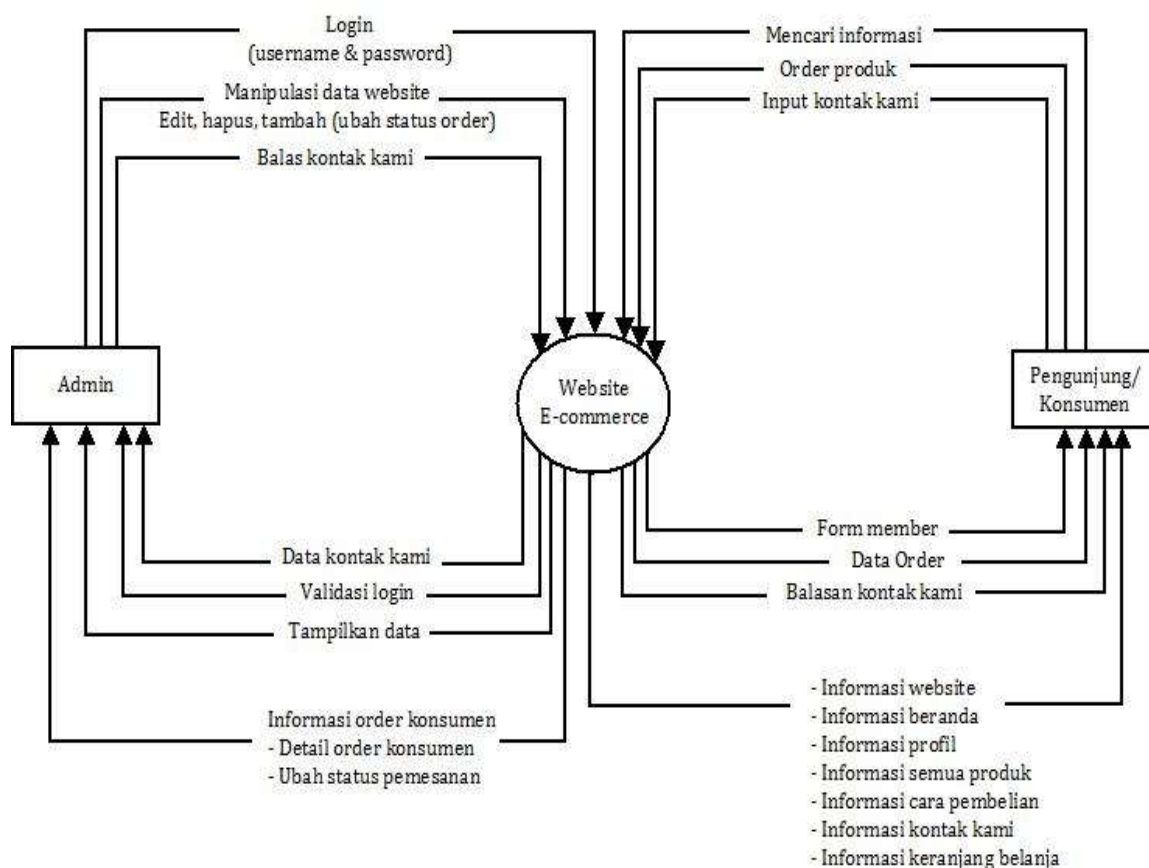 Login
(username & password)
Manipulasi data website
Edit, hapus, tambah (ubah status order)
Balas kontak kami
Mencari informasi
Order produk
Input kontak kami
Admin
Website
E-commerce
Pengunjung/
Konsumen
Data kontak kami
Validasi login
Tampilkan data
Informasi order konsumen
- Detail order konsumen
- Ubah status pemesanan
Form member
Data Order
Balasan kontak kami
- Informasi website
- Informasi beranda
- Informasi profil
- Informasi semua produk
- Informasi cara pembelian
- Informasi kontak kami
- Informasi keranjang belanja